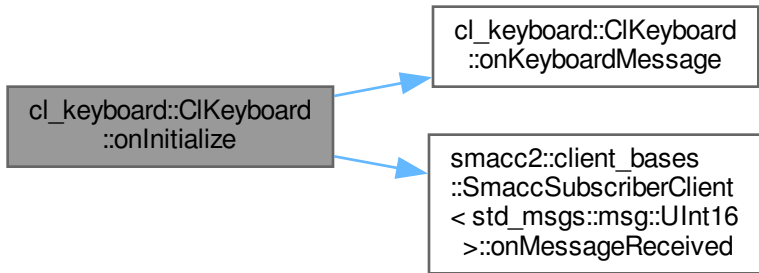 cl_keyboard::ClKeyboard
::onInitialize
cl_keyboard::ClKeyboard
::onKeyboardMessage
smacc2::client_bases
::SmaccSubscriberClient
< std_msgs::msg::UInt16
>::onMessageReceived